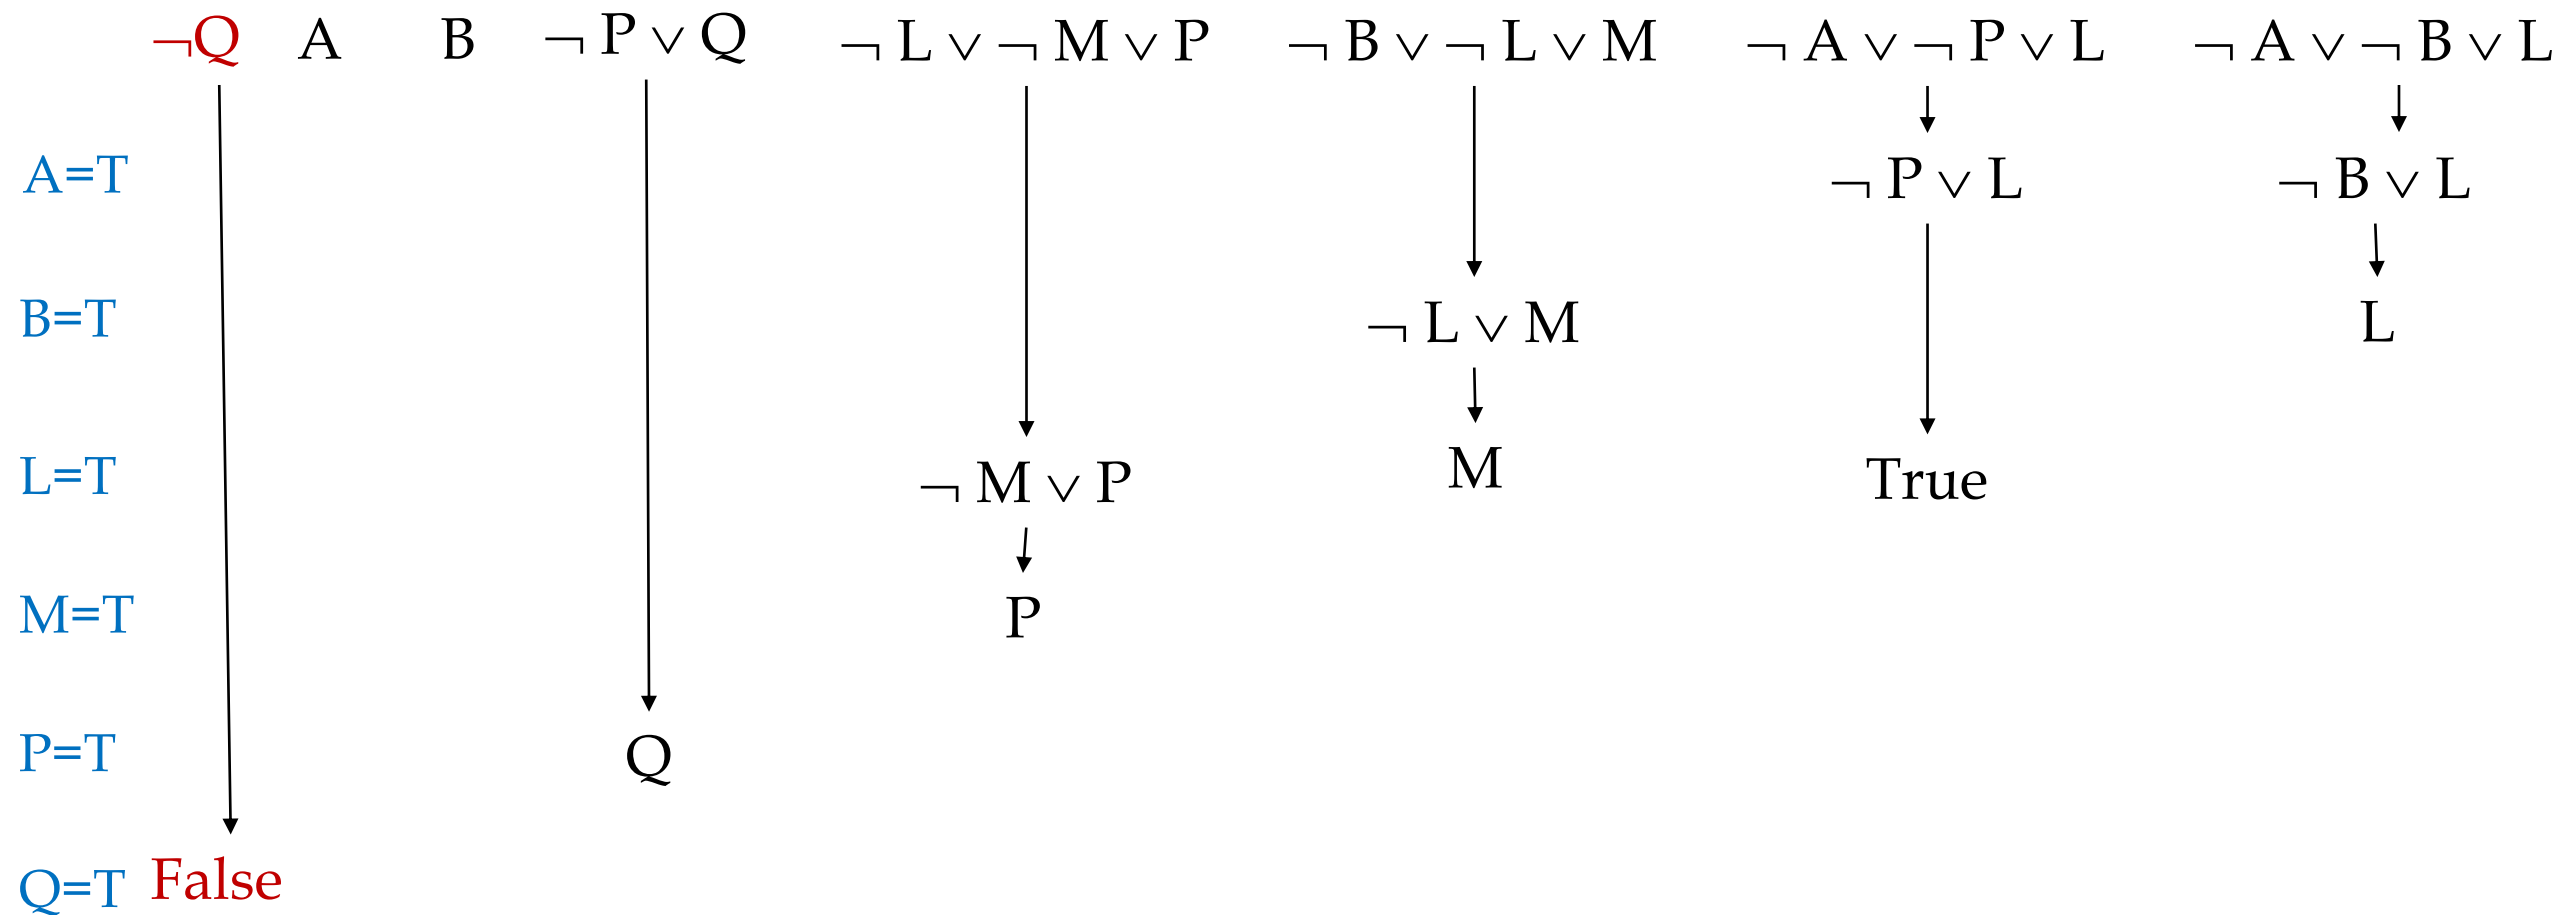 ¬Q A B ¬ P ∨ Q ¬ L ∨ ¬ M ∨ P ¬ B ∨ ¬ L ∨ M ¬ A ∨ ¬ P ∨ L ¬ A ∨ ¬ B ∨ L
A=T ¬ P ∨ L ¬ B ∨ L
B=T ¬ L ∨ M L
L=T ¬ M ∨ P M True
M=T P
P=T Q
Q=T False